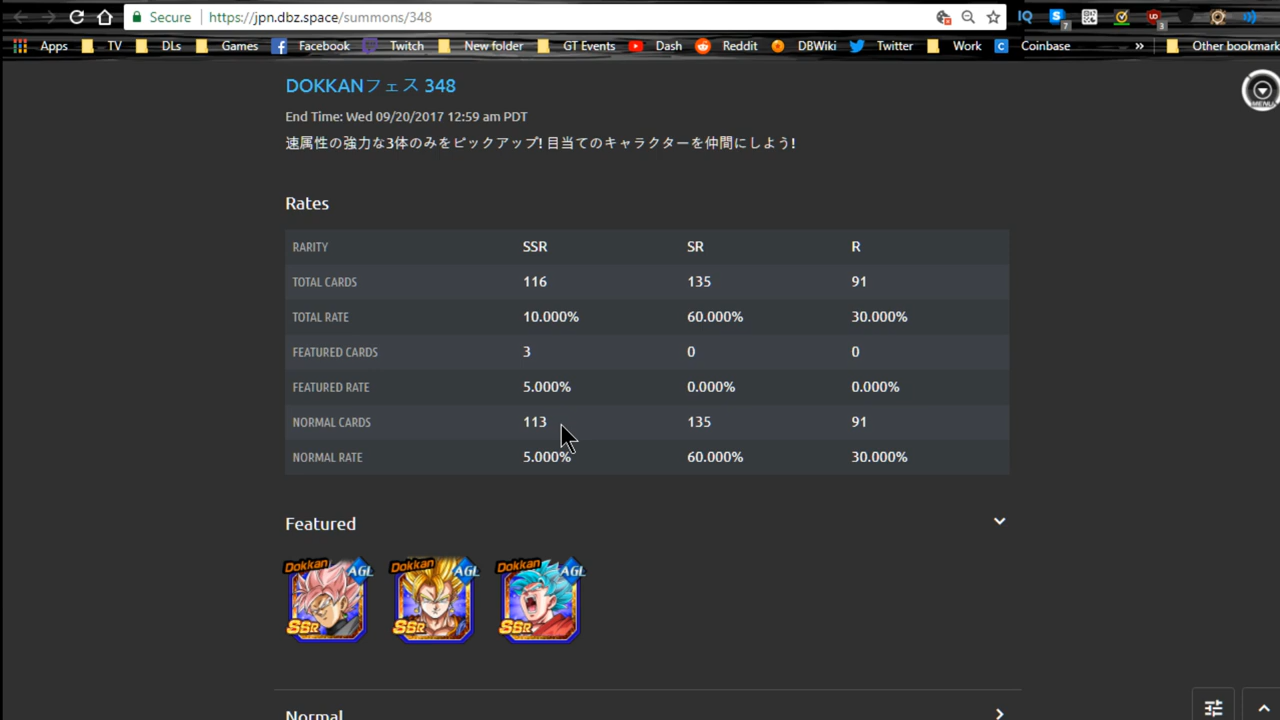 Secure https://jpn.dbz.space/summons/348
IQ 7 UD 3
Apps TV DLs Games Facebook Twitch New folder GT Events Dash Reddit DBWiki Twitter Work Coinbase » Other bookmark
DOKKANフェス 348
MENU
End Time: Wed 09/20/2017 12:59 am PDT
速属性の強力な3体のみをピックアップ! 目当てのキャラクターを仲間にしよう!
Rates
RARITY SSR SR R
TOTAL CARDS 116 135 91
TOTAL RATE 10.000% 60.000% 30.000%
FEATURED CARDS 3 0 0
FEATURED RATE 5.000% 0.000% 0.000%
NORMAL CARDS 113 135 91
NORMAL RATE 5.000% 60.000% 30.000%
Featured
Dokkan AGL Dokkan AGL Dokkan AGL
SSR SSR SSR
Normal